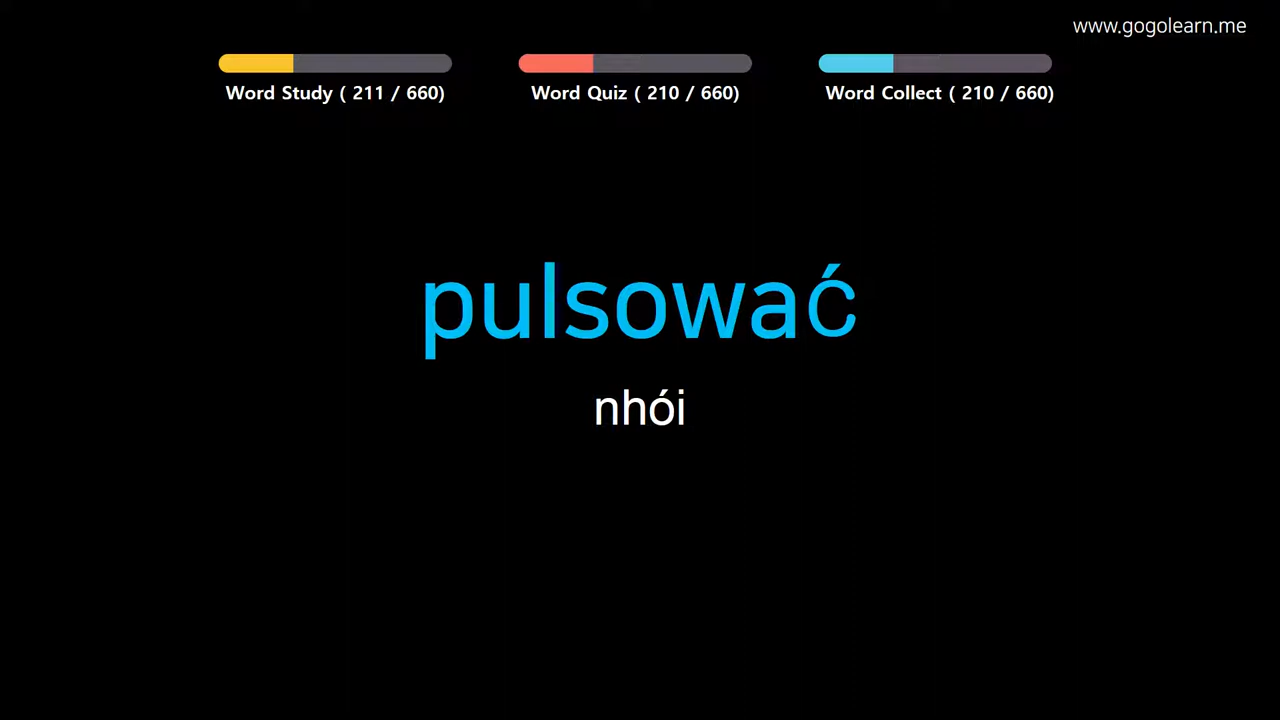 www.gogolearn.me
Word Study ( 211 / 660)
Word Quiz ( 210 / 660)
Word Collect ( 210 / 660)
pulsować
nhói